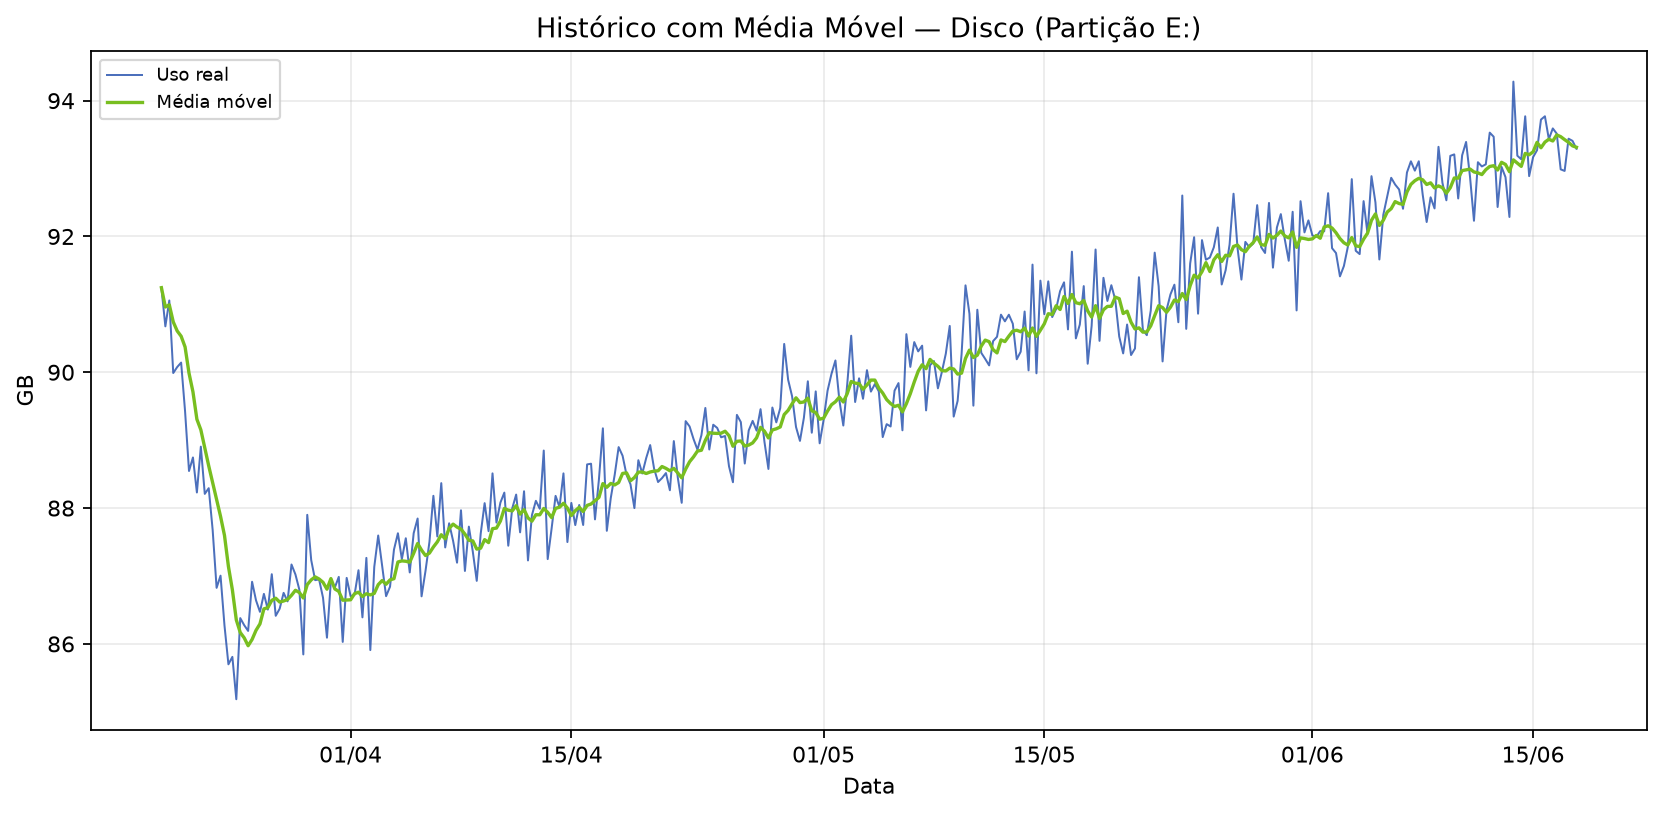 Histórico com Média Móvel — Disco (Partição E:)
Uso real
Média móvel
94
92
90
88
86
GB
01/04
15/04
01/05
15/05
01/06
15/06
Data